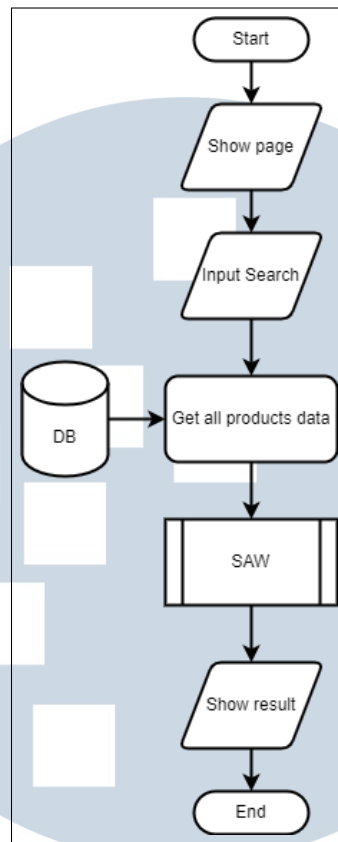 Start
Show page
Input Search
Get all products data
DB
SAW
Show result
End